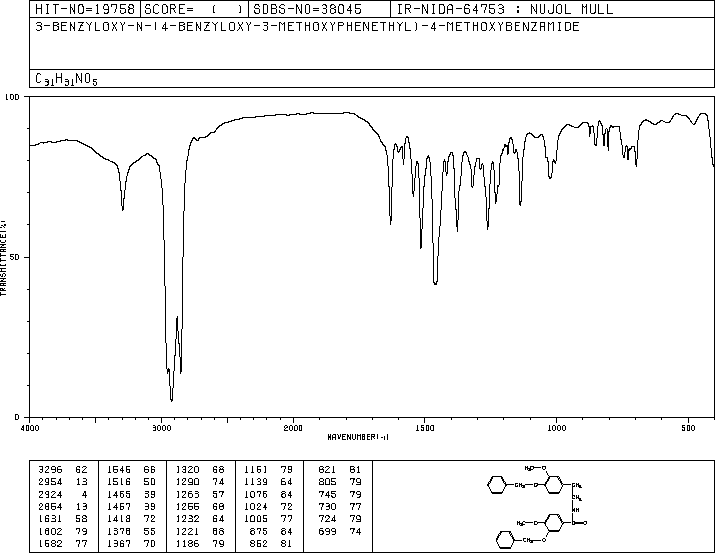 HIT-NO=19758 SCORE= ( ) SDBS-NO=38045 IR-NIDA-64753 : NUJOL MULL
3-BENZYLOXY-N-(4-BENZYLOXY-3-METHOXYPHENETHYL)-4-METHOXYBENZAMIDE
C31H31NO5
100
50
0
TRANSMITTANCE(%)
4000 3000 2000 1500 1000 500
WAVENUMBER(-1)
3296 62 1546 66 1320 68 1151 79 821 81
2954 13 1516 50 1290 74 1139 64 805 79
2924 4 1465 39 1263 57 1076 84 745 79
2854 13 1457 39 1256 68 1024 72 730 77
1631 58 1418 72 1232 64 1005 77 724 79
1602 79 1378 55 1221 68 875 84 699 74
1582 77 1367 70 1186 79 852 81